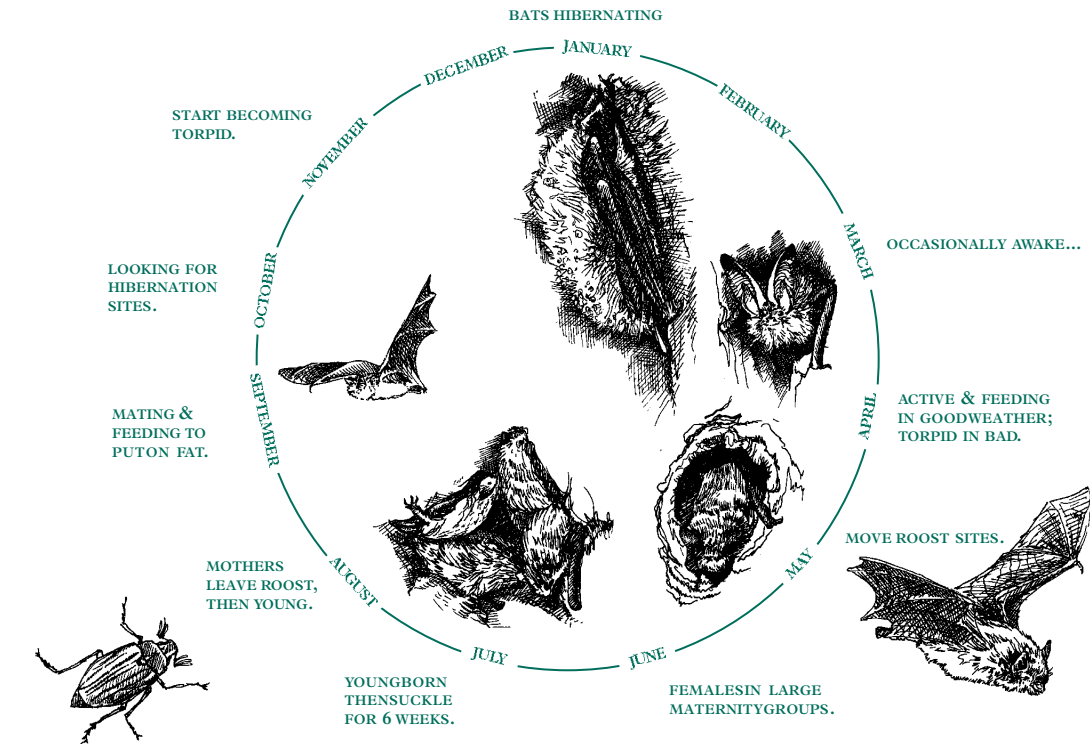 BATS HIBERNATING
JANUARY
FEBRUARY
MARCH
OCCASIONALLY AWAKE...
APRIL
ACTIVE & FEEDING
IN GOODWEATHER;
TORPID IN BAD.
MAY
MOVE ROOST SITES.
JUNE
FEMALESIN LARGE
MATERNITYGROUPS.
JULY
YOUNGBORN
THENSUCKLE
FOR 6 WEEKS.
AUGUST
MOTHERS
LEAVE ROOST,
THEN YOUNG.
SEPTEMBER
MATING &
FEEDING TO
PUTON FAT.
OCTOBER
LOOKING FOR
HIBERNATION
SITES.
NOVEMBER
START BECOMING
TORPID.
DECEMBER